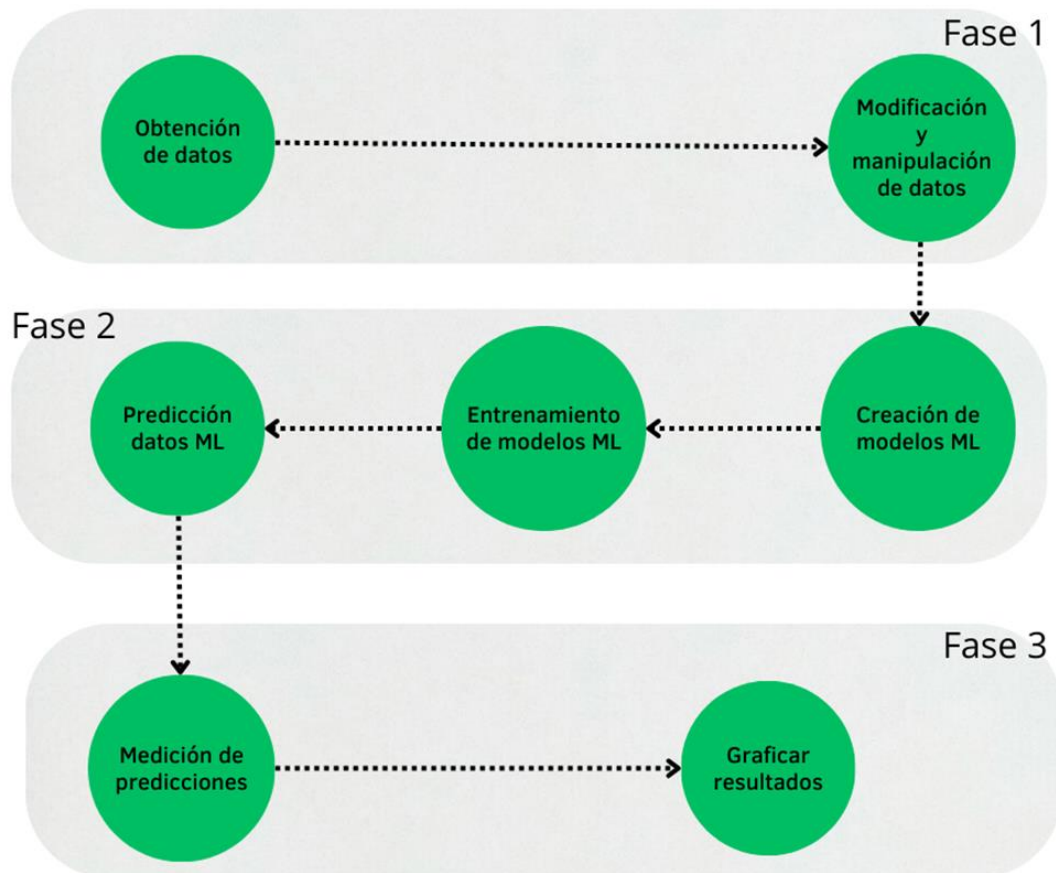 Fase 1
Obtención
de datos
Modificación
y
manipulación
de datos
Fase 2
Creación de
modelos ML
Entrenamiento
de modelos ML
Predicción
datos ML
Fase 3
Medición de
predicciones
Graficar
resultados